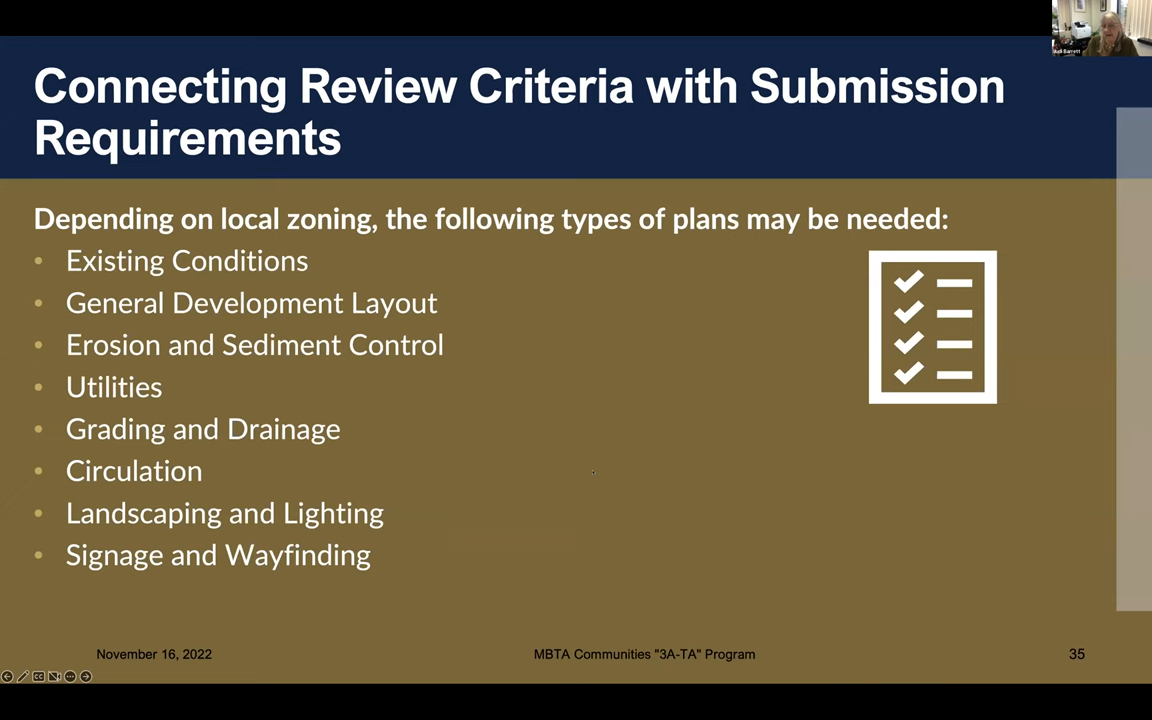 Judi Barrett
Connecting Review Criteria with Submission
Requirements
Depending on local zoning, the following types of plans may be needed:
• Existing Conditions
• General Development Layout
• Erosion and Sediment Control
• Utilities
• Grading and Drainage
• Circulation
• Landscaping and Lighting
• Signage and Wayfinding
November 16, 2022
MBTA Communities "3A-TA" Program
35